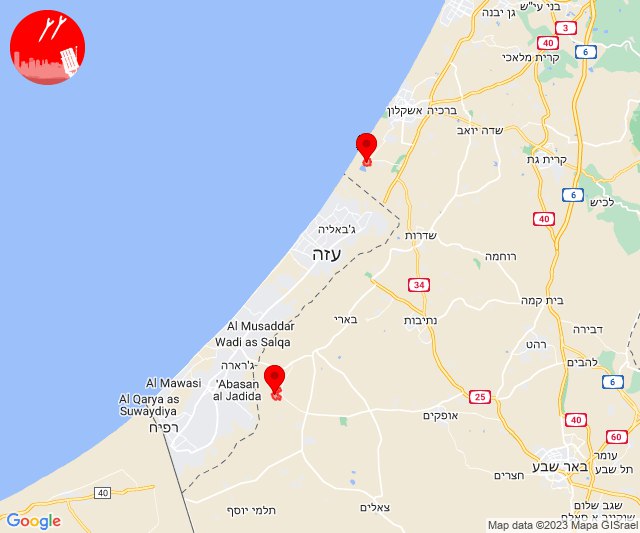 גן יבנה
בני עי"ש
3
40
6
קרית מלאכי
ברכיה
אשקלון
שדה יואב
קרית גת
6
לכיש
40
ג'באליה
עזה
שדרות
רוחמה
34
בית קמה
Al Musaddar
בארי
נתיבות
דבירה
Wadi as Salqa
רהט
ג'רארה
להבים
Al Mawasi
'Abasan
al Jadida
6
Al Qarya as
Suwaydiya
25
אופקים
40
רפיח
60
עומר
באר שבע
תל שבע
חצרים
40
צאלים
תלמי יוסף
שגב שלום
Google
Map data ©2023 Mapa GISrael